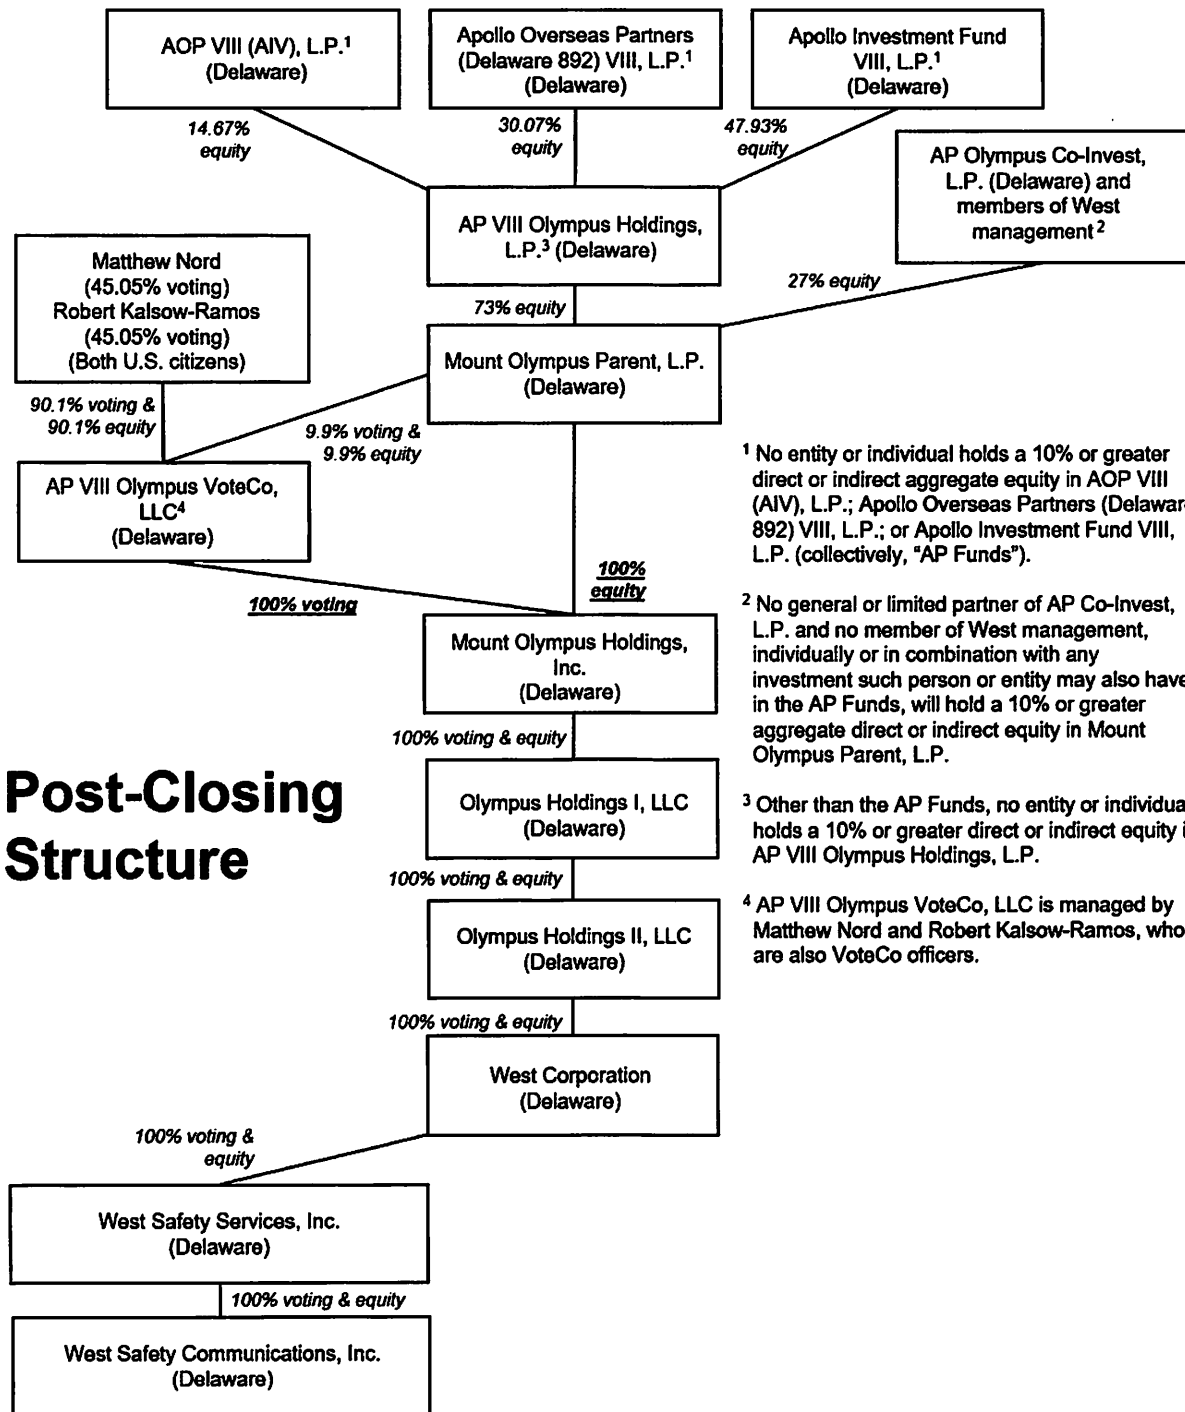 AOP VIII (AIV), L.P.¹
(Delaware)
Apollo Overseas Partners
(Delaware 892) VIII, L.P.¹
(Delaware)
Apollo Investment Fund
VIII, L.P.¹
(Delaware)
14.67%
equity
30.07%
equity
47.93%
equity
AP Olympus Co-Invest,
L.P. (Delaware) and
members of West
management²
AP VIII Olympus Holdings,
L.P.³ (Delaware)
Matthew Nord
(45.05% voting)
Robert Kalsow-Ramos
(45.05% voting)
(Both U.S. citizens)
73% equity
27% equity
Mount Olympus Parent, L.P.
(Delaware)
90.1% voting &
90.1% equity
9.9% voting &
9.9% equity
AP VIII Olympus VoteCo,
LLC⁴
(Delaware)
100% voting
100%
equity
Mount Olympus Holdings,
Inc.
(Delaware)
100% voting & equity
Post-Closing
Structure
Olympus Holdings I, LLC
(Delaware)
100% voting & equity
Olympus Holdings II, LLC
(Delaware)
100% voting & equity
West Corporation
(Delaware)
100% voting &
equity
West Safety Services, Inc.
(Delaware)
100% voting & equity
West Safety Communications, Inc.
(Delaware)
¹ No entity or individual holds a 10% or greater
direct or indirect aggregate equity in AOP VIII
(AIV), L.P.; Apollo Overseas Partners (Delawar
892) VIII, L.P.; or Apollo Investment Fund VIII,
L.P. (collectively, "AP Funds").
² No general or limited partner of AP Co-Invest,
L.P. and no member of West management,
individually or in combination with any
investment such person or entity may also have
in the AP Funds, will hold a 10% or greater
aggregate direct or indirect equity in Mount
Olympus Parent, L.P.
³ Other than the AP Funds, no entity or individua
holds a 10% or greater direct or indirect equity i
AP VIII Olympus Holdings, L.P.
⁴ AP VIII Olympus VoteCo, LLC is managed by
Matthew Nord and Robert Kalsow-Ramos, who
are also VoteCo officers.